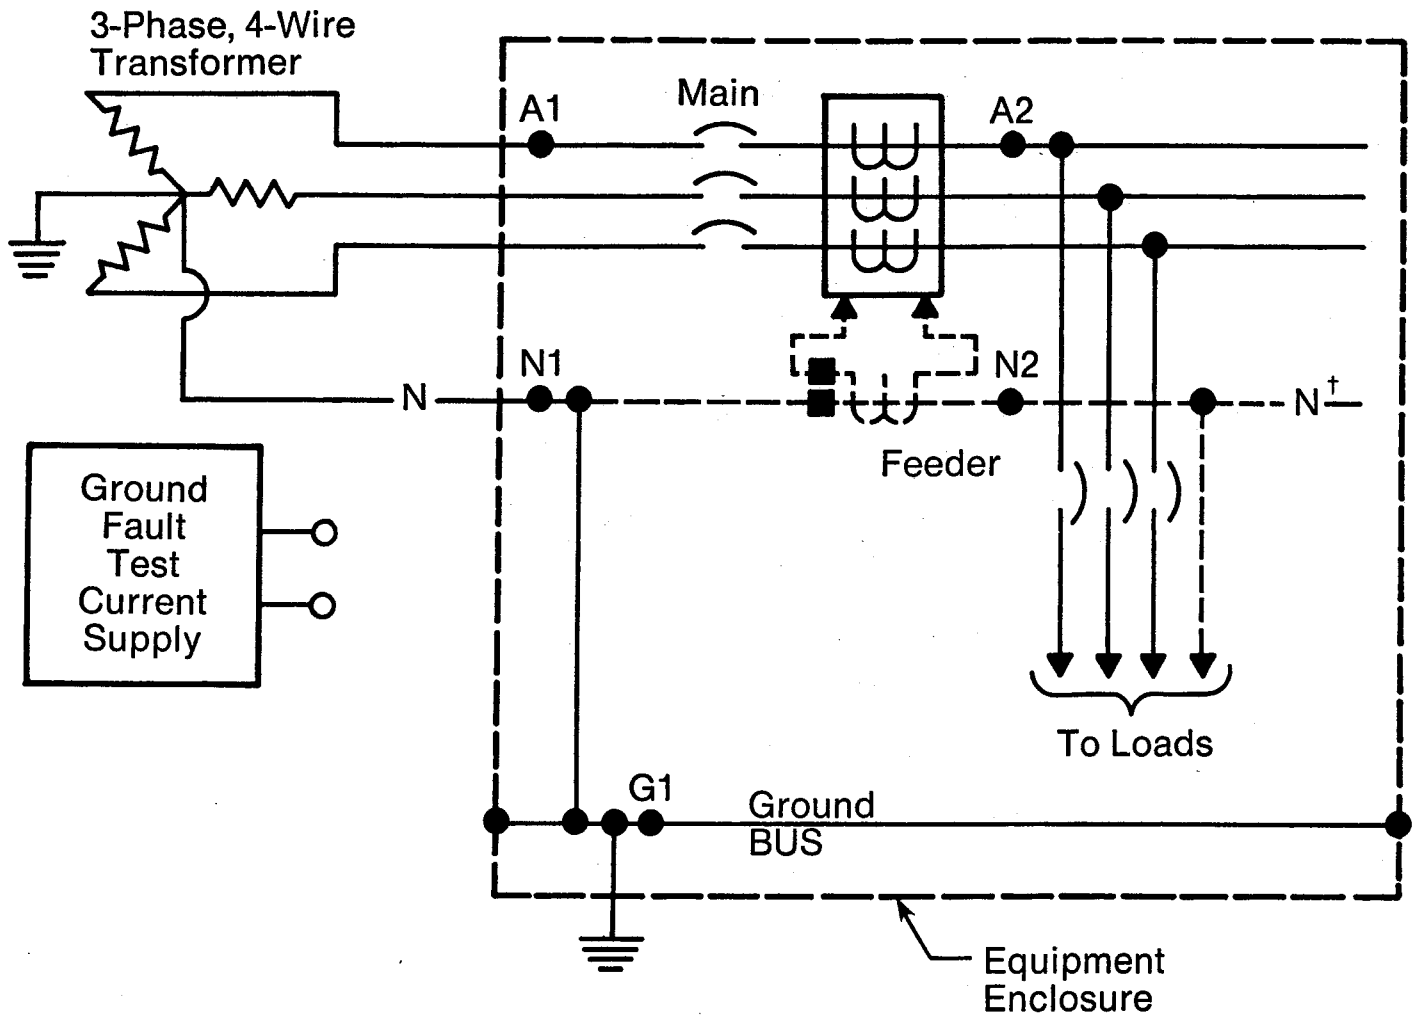 3-Phase, 4-Wire
Transformer
A1
Main
A2
N1
N2
N
N†
Feeder
Ground
Fault
Test
Current
Supply
To Loads
G1
Ground
BUS
Equipment
Enclosure